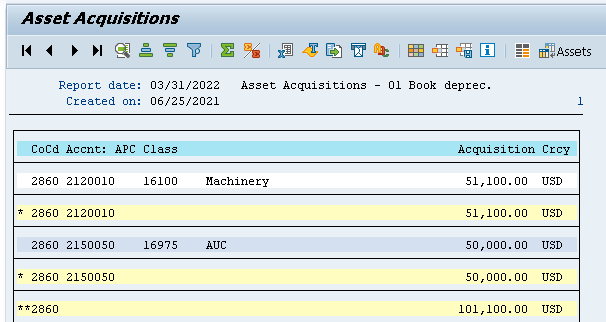 Asset Acquisitions
Assets
Report date: 03/31/2022 Asset Acquisitions - 01 Book deprec.
Created on: 06/25/2021 1
CoCd Accnt: APC Class Acquisition Crcy
2860 2120010 16100 Machinery 51,100.00 USD
* 2860 2120010 51,100.00 USD
2860 2150050 16975 AUC 50,000.00 USD
* 2860 2150050 50,000.00 USD
**2860 101,100.00 USD